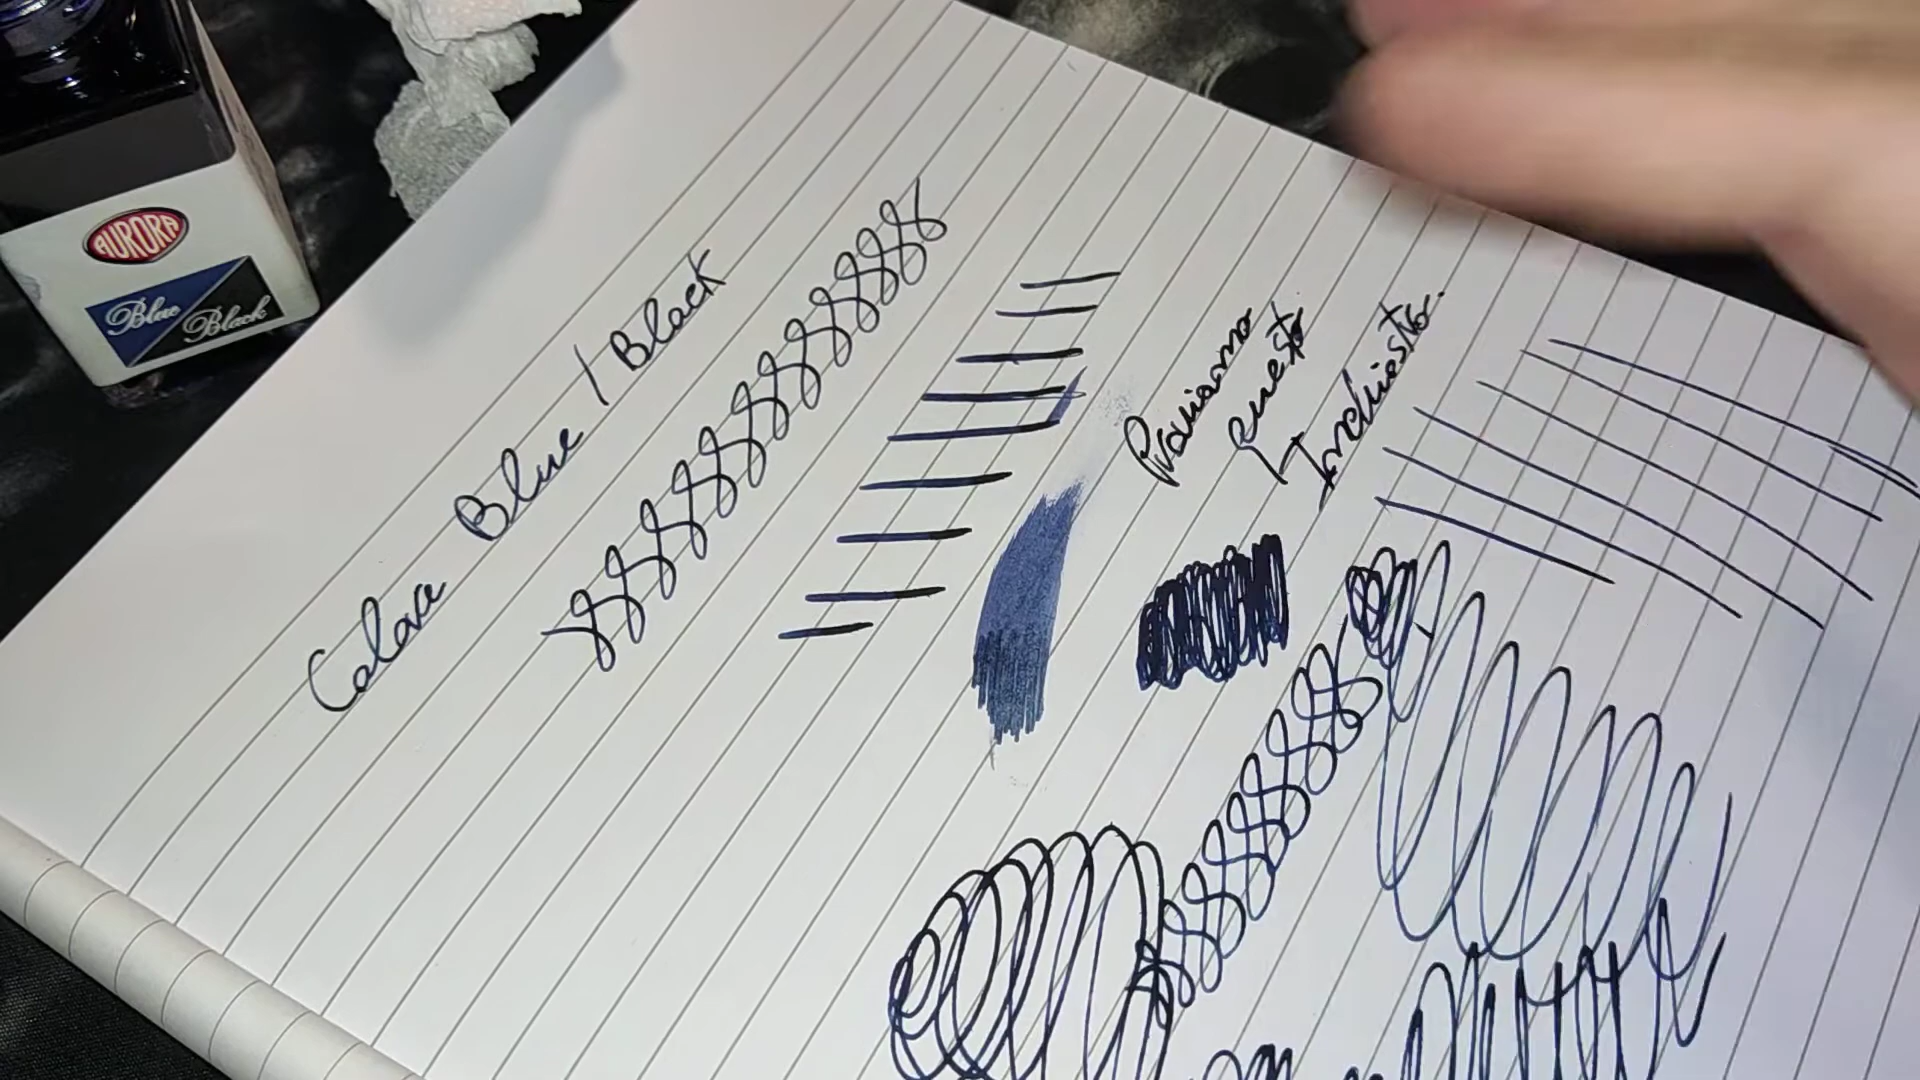 AURORA
Blue
Black
Colore Blue / Black
Proviamo
questo
Inchiostro.